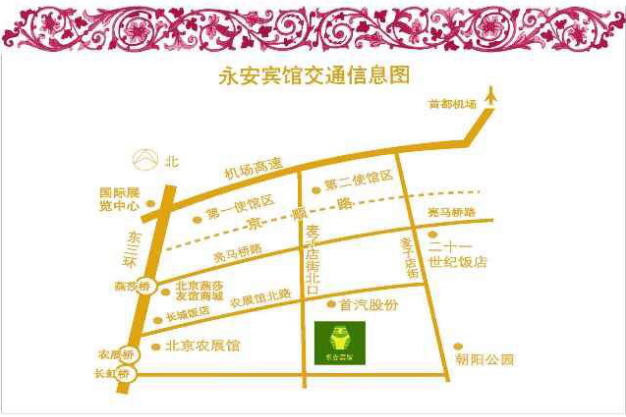 永安宾馆交通信息图
首都机场
北
机场高速
国际展
览中心
第一使馆区
第二使馆区
京顺路
亮马桥路
东三环
亮马桥路
麦子店街北口
麦子店街
二十一
世纪饭店
燕莎桥
北京燕莎
友谊商城
农展馆北路
长城饭店
首汽股份
农展桥
北京农展馆
永安宾馆
朝阳公园
长虹桥